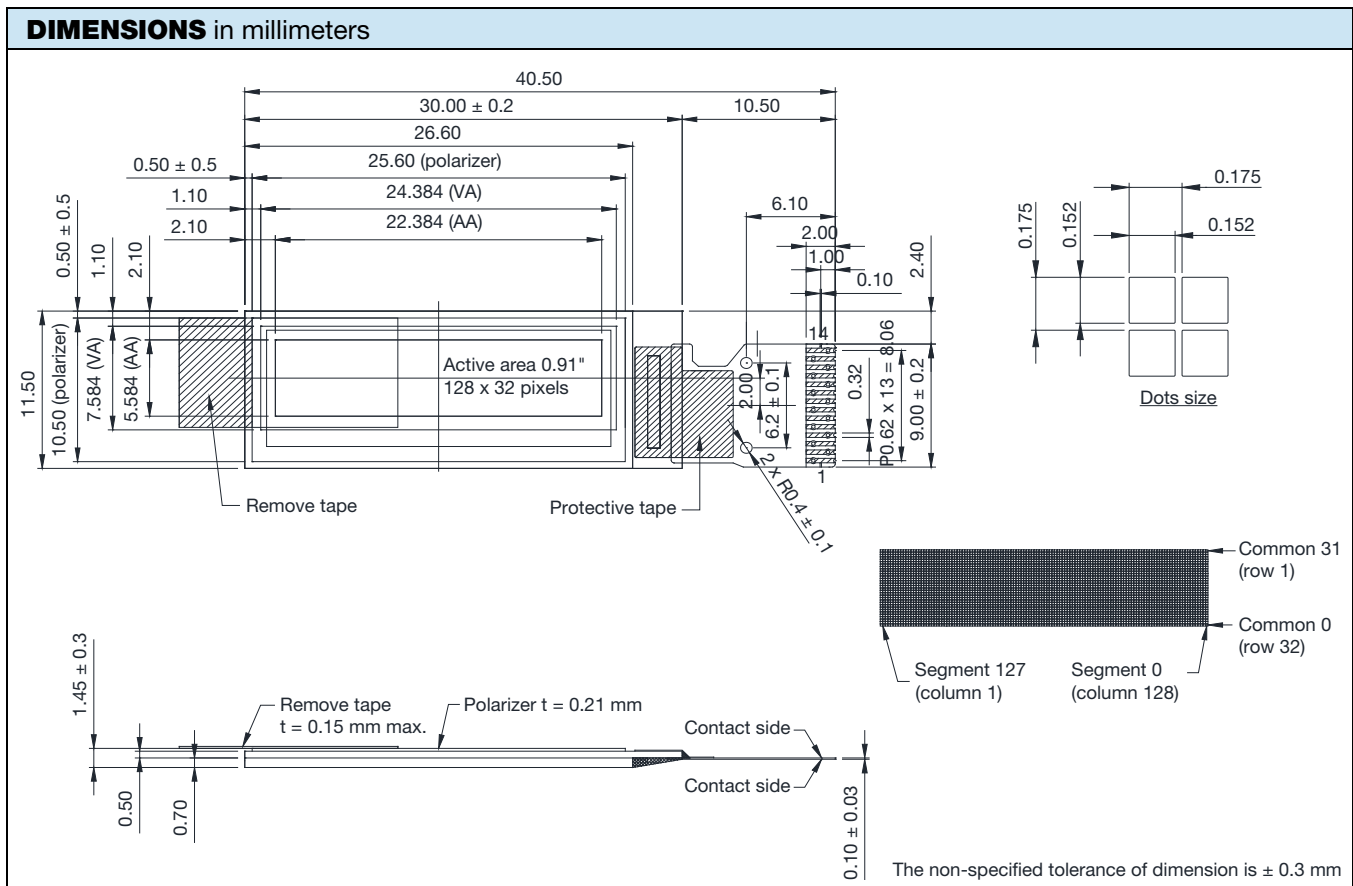 DIMENSIONS in millimeters
40.50
30.00 ± 0.2
10.50
26.60
0.50 ± 0.5
25.60 (polarizer)
1.10
24.384 (VA)
2.10
22.384 (AA)
6.10
2.00
1.00
0.10
2.40
0.50 ± 0.5
1.10
2.10
0.175
0.152
0.175
0.152
Dots size
11.50
10.50 (polarizer)
7.584 (VA)
5.584 (AA)
Active area 0.91"
128 x 32 pixels
14
2.00
6.2 ± 0.1
0.32
P0.62 x 13 = 8.06
9.00 ± 0.2
1
2 x R0.4 ± 0.1
Remove tape
Protective tape
Common 31
(row 1)
Common 0
(row 32)
Segment 127
(column 1)
Segment 0
(column 128)
1.45 ± 0.3
0.50
0.70
Remove tape
t = 0.15 mm max.
Polarizer t = 0.21 mm
Contact side
Contact side
0.10 ± 0.03
The non-specified tolerance of dimension is ± 0.3 mm